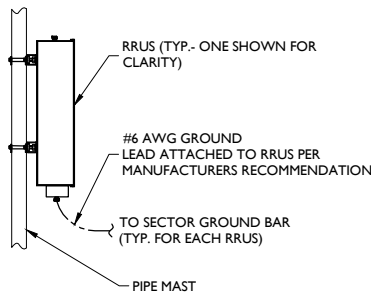 RRUS (TYP.- ONE SHOWN FOR
CLARITY)
#6 AWG GROUND
LEAD ATTACHED TO RRUS PER
MANUFACTURERS RECOMMENDATION
TO SECTOR GROUND BAR
(TYP. FOR EACH RRUS)
PIPE MAST